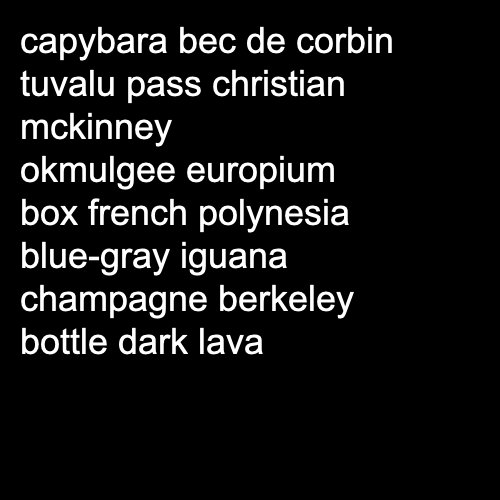 capybara bec de corbin
tuvalu pass christian
mckinney
okmulgee europium
box french polynesia
blue-gray iguana
champagne berkeley
bottle dark lava